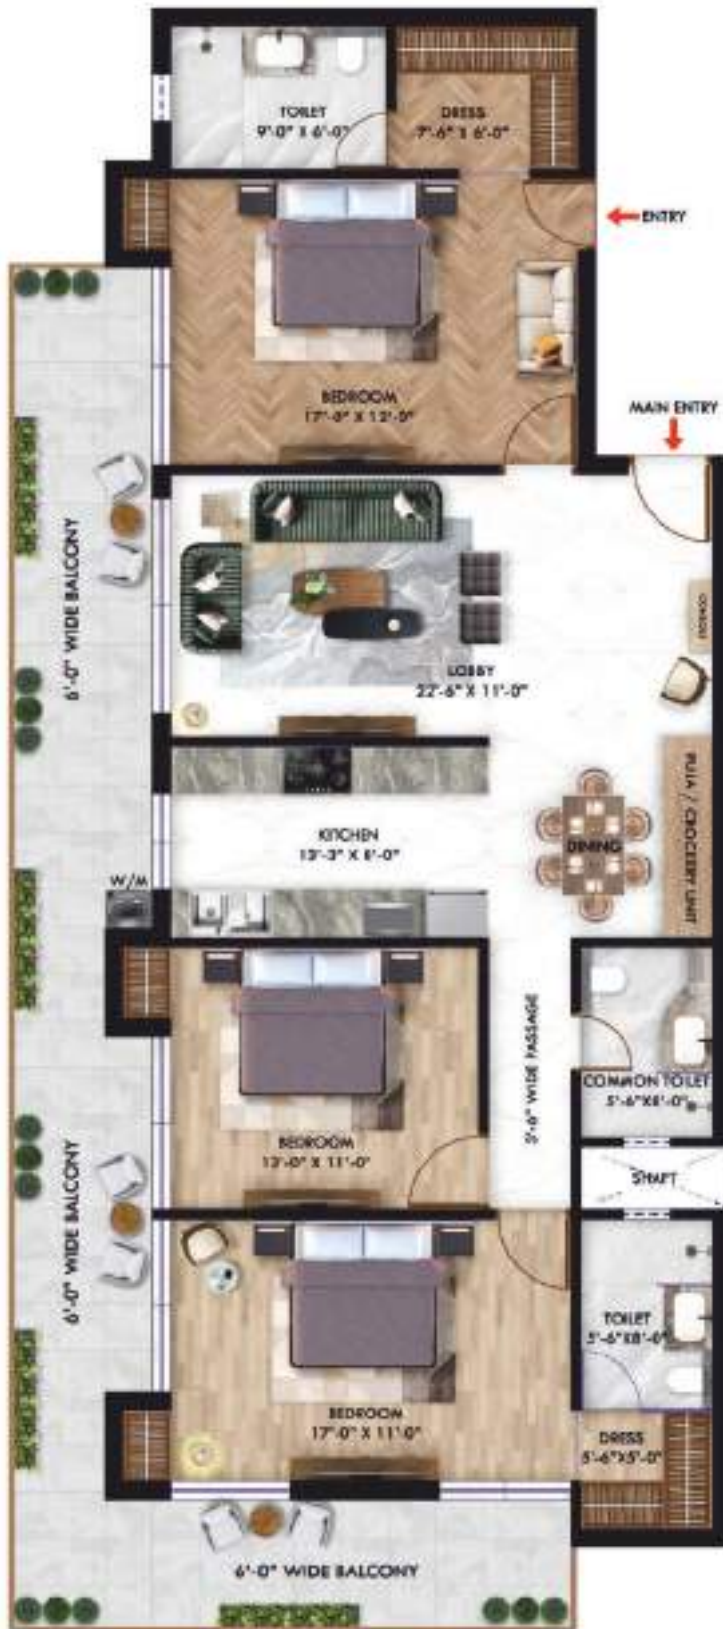 TOILET
9'-0" X 6'-0"
DRESS
7'-6" X 6'-0"
ENTRY
BEDROOM
17'-0" X 12'-0"
MAIN ENTRY
6'-0" WIDE BALCONY
CONSOLE
LOBBY
22'-6" X 11'-0"
KITCHEN
13'-3" X 8'-0"
DINING
PUJA / CROCERY UNIT
W/M
BEDROOM
13'-0" X 11'-0"
3'-6" WIDE PASSAGE
COMMON TOILET
5'-6"X8'-0"
SHAFT
6'-0" WIDE BALCONY
TOILET
5'-6"X8'-0"
BEDROOM
17'-0" X 11'-0"
DRESS
5'-6"X5'-0"
6'-0" WIDE BALCONY